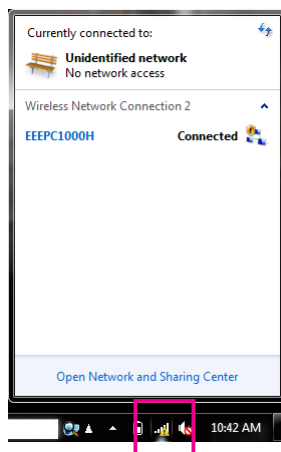 Currently connected to:
Unidentified network
No network access
Wireless Network Connection 2
EEEPC1000H Connected
Open Network and Sharing Center
10:42 AM